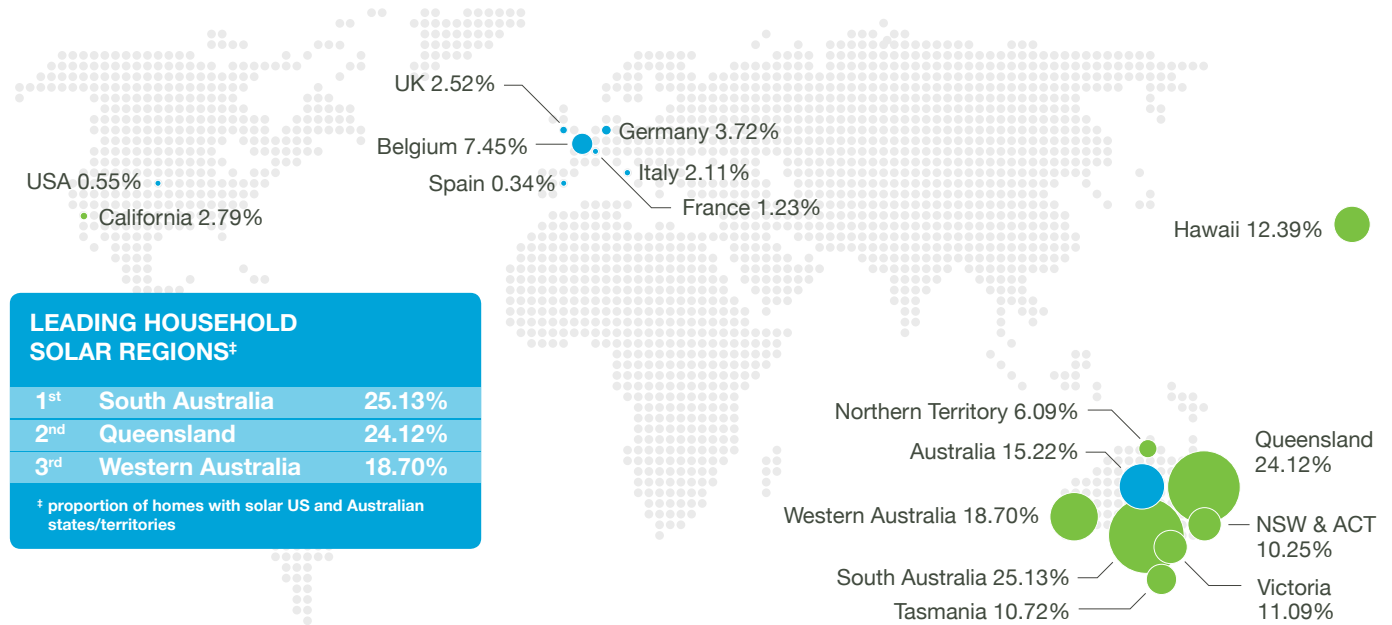 UK 2.52%
Belgium 7.45%
Germany 3.72%
USA 0.55%
Spain 0.34%
Italy 2.11%
California 2.79%
France 1.23%
Hawaii 12.39%
LEADING HOUSEHOLD
SOLAR REGIONS‡
1st South Australia 25.13%
2nd Queensland 24.12%
3rd Western Australia 18.70%
‡ proportion of homes with solar US and Australian
states/territories
Northern Territory 6.09%
Australia 15.22%
Queensland
24.12%
Western Australia 18.70%
NSW & ACT
10.25%
South Australia 25.13%
Victoria
11.09%
Tasmania 10.72%